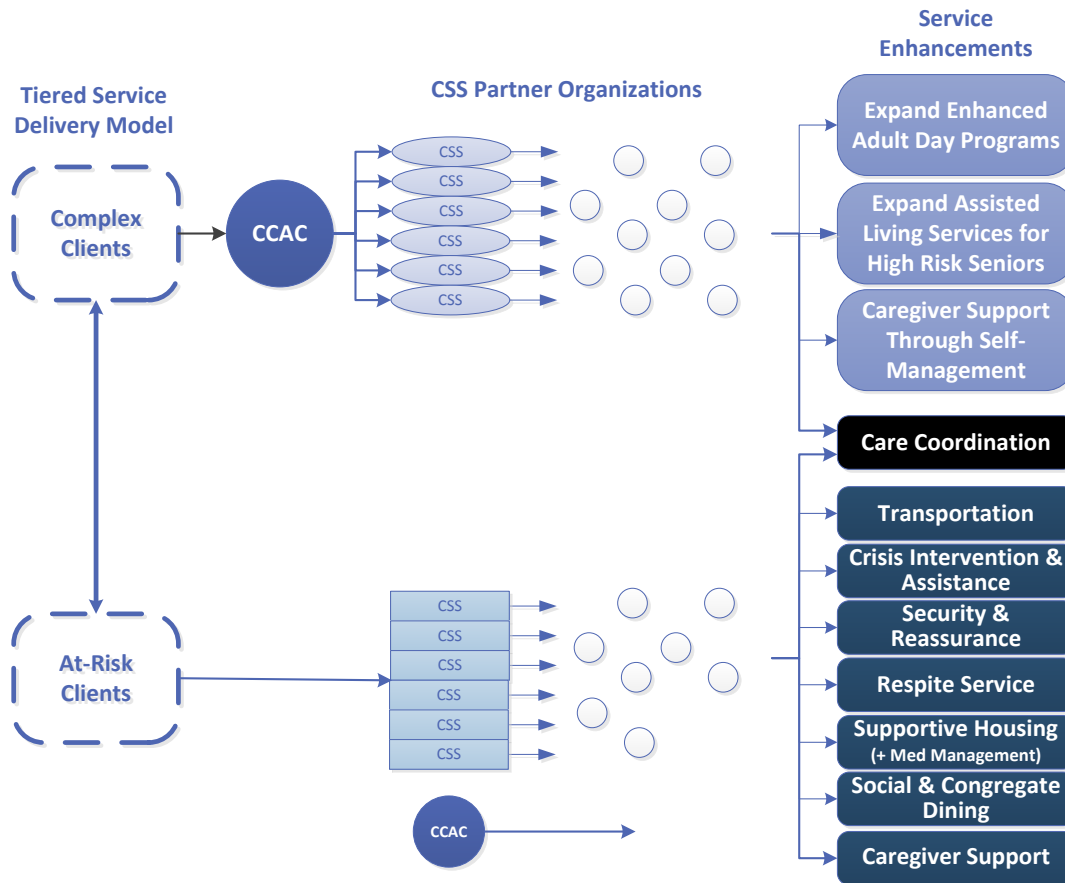 Service
Enhancements
Tiered Service
Delivery Model
CSS Partner Organizations
Complex
Clients
CCAC
CSS
CSS
CSS
CSS
CSS
CSS
Expand Enhanced
Adult Day Programs
Expand Assisted
Living Services for
High Risk Seniors
Caregiver Support
Through Self-
Management
Care Coordination
At-Risk
Clients
CSS
CSS
CSS
CSS
CSS
CSS
CCAC
Transportation
Crisis Intervention &
Assistance
Security &
Reassurance
Respite Service
Supportive Housing
(+ Med Management)
Social & Congregate
Dining
Caregiver Support